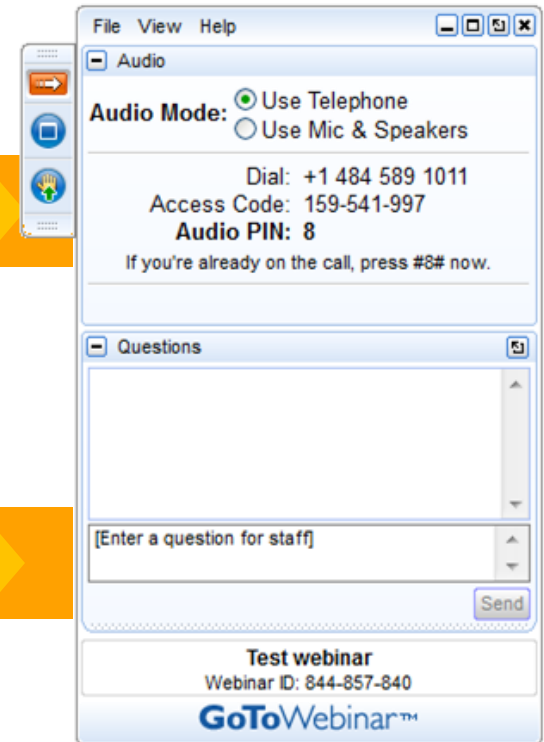 File View Help
Audio
Audio Mode: Use Telephone
Use Mic & Speakers
Dial: +1 484 589 1011
Access Code: 159-541-997
Audio PIN: 8
If you're already on the call, press #8# now.
Questions
[Enter a question for staff]
Send
Test webinar
Webinar ID: 844-857-840
GoToWebinar™